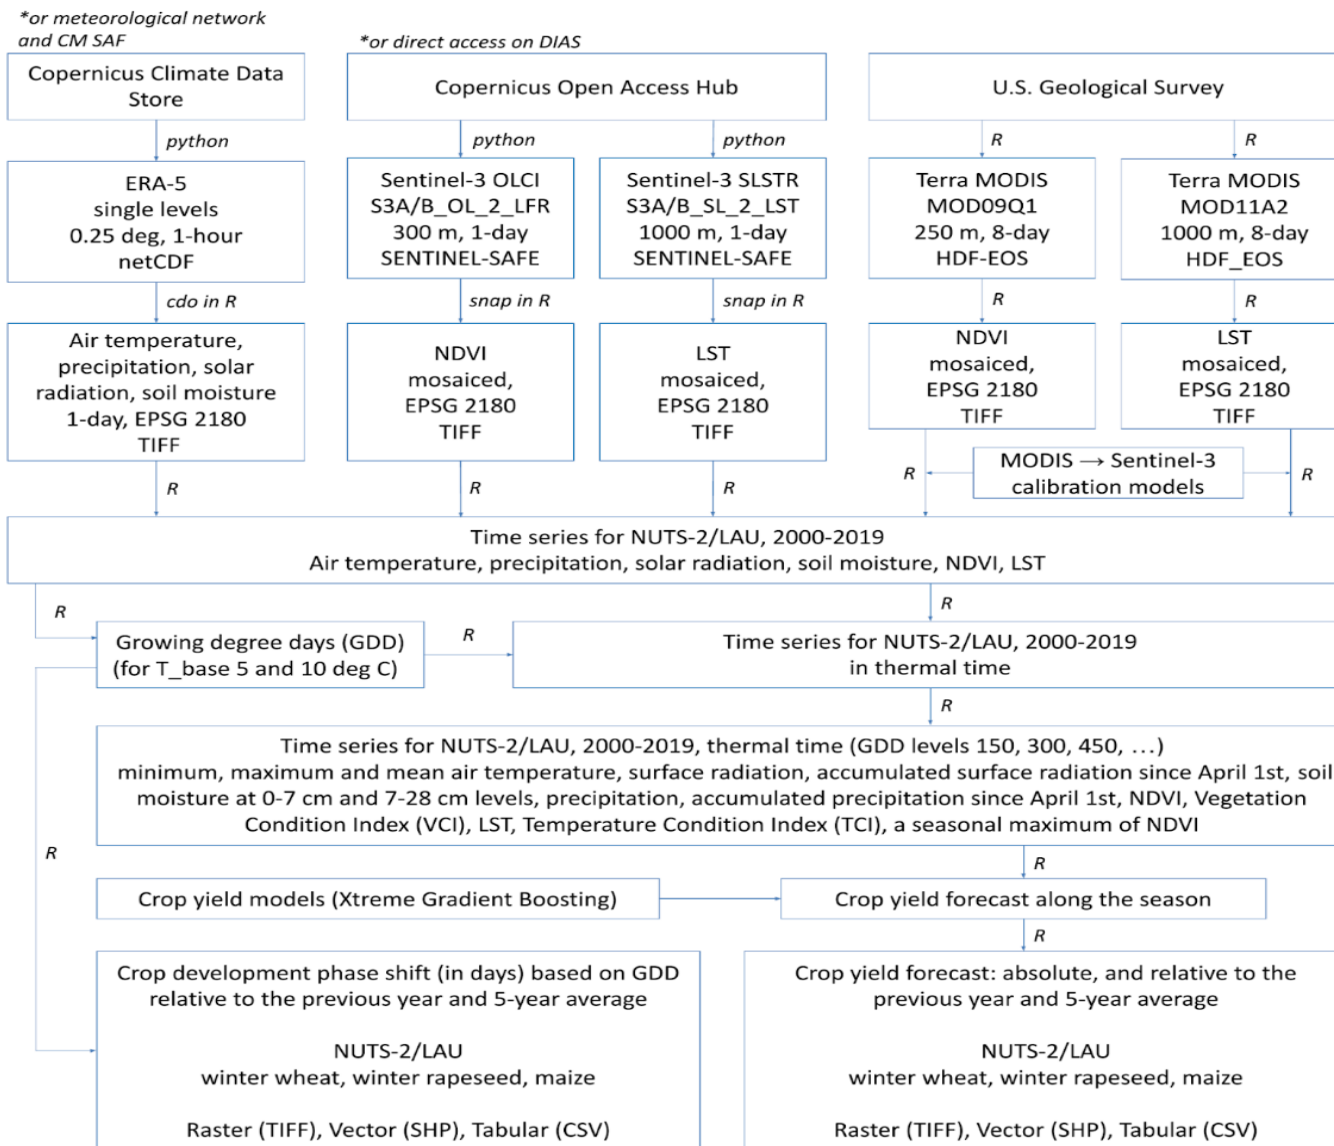 *or meteorological network
and CM SAF
*or direct access on DIAS
Copernicus Climate Data
Store
Copernicus Open Access Hub
U.S. Geological Survey
python
python
python
R
R
ERA-5
single levels
0.25 deg, 1-hour
netCDF
Sentinel-3 OLCI
S3A/B_OL_2_LFR
300 m, 1-day
SENTINEL-SAFE
Sentinel-3 SLSTR
S3A/B_SL_2_LST
1000 m, 1-day
SENTINEL-SAFE
Terra MODIS
MOD09Q1
250 m, 8-day
HDF-EOS
Terra MODIS
MOD11A2
1000 m, 8-day
HDF_EOS
cdo in R
snap in R
snap in R
R
R
Air temperature,
precipitation, solar
radiation, soil moisture
1-day, EPSG 2180
TIFF
NDVI
mosaiced,
EPSG 2180
TIFF
LST
mosaiced,
EPSG 2180
TIFF
NDVI
mosaiced,
EPSG 2180
TIFF
LST
mosaiced,
EPSG 2180
TIFF
R
R
R
R
MODIS → Sentinel-3
calibration models
R
Time series for NUTS-2/LAU, 2000-2019
Air temperature, precipitation, solar radiation, soil moisture, NDVI, LST
R
R
Growing degree days (GDD)
(for T_base 5 and 10 deg C)
R
Time series for NUTS-2/LAU, 2000-2019
in thermal time
R
Time series for NUTS-2/LAU, 2000-2019, thermal time (GDD levels 150, 300, 450, ...)
minimum, maximum and mean air temperature, surface radiation, accumulated surface radiation since April 1st, soil
moisture at 0-7 cm and 7-28 cm levels, precipitation, accumulated precipitation since April 1st, NDVI, Vegetation
Condition Index (VCI), LST, Temperature Condition Index (TCI), a seasonal maximum of NDVI
R
R
Crop yield models (Xtreme Gradient Boosting)
Crop yield forecast along the season
R
Crop development phase shift (in days) based on GDD
relative to the previous year and 5-year average
NUTS-2/LAU
winter wheat, winter rapeseed, maize
Raster (TIFF), Vector (SHP), Tabular (CSV)
Crop yield forecast: absolute, and relative to the
previous year and 5-year average
NUTS-2/LAU
winter wheat, winter rapeseed, maize
Raster (TIFF), Vector (SHP), Tabular (CSV)